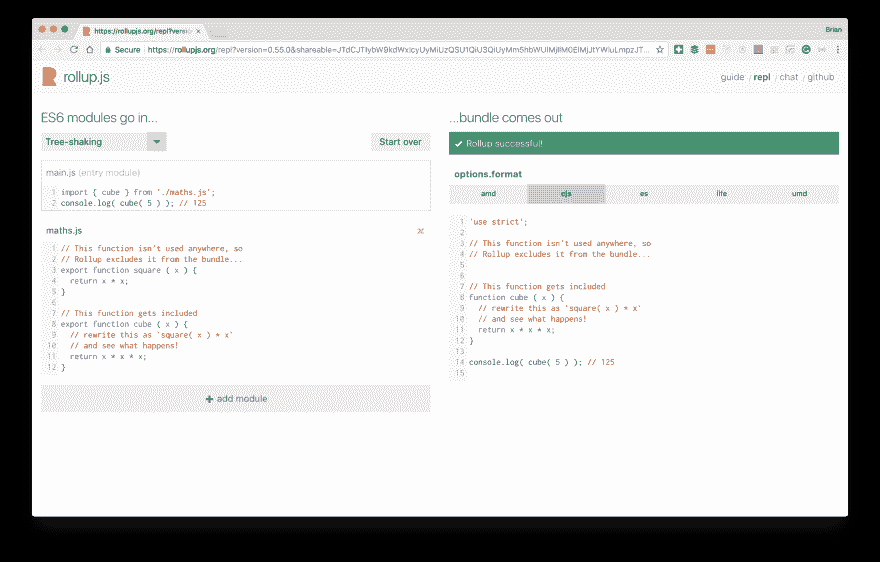 https://rollupjs.org/repl?versi
Brian
Secure https://rollupjs.org/repl?version=0.55.0&shareable=
rollup.js
guide / repl / chat / github
ES6 modules go in...
Tree-shaking
Start over
main.js (entry module)
1 import { cube } from './maths.js';
2 console.log( cube( 5 ) ); // 125
maths.js
1 // This function isn't used anywhere, so
2 // Rollup excludes it from the bundle...
3 export function square ( x ) {
4 return x * x;
5 }
6
7 // This function gets included
8 export function cube ( x ) {
9 // rewrite this as `square( x ) * x`
10 // and see what happens!
11 return x * x * x;
12 }
+ add module
...bundle comes out
✓ Rollup successful!
options.format
amd cjs es iife umd
1 'use strict';
2
3 // This function isn't used anywhere, so
4 // Rollup excludes it from the bundle...
5
6
7 // This function gets included
8 function cube ( x ) {
9 // rewrite this as `square( x ) * x`
10 // and see what happens!
11 return x * x * x;
12 }
13
14 console.log( cube( 5 ) ); // 125
15